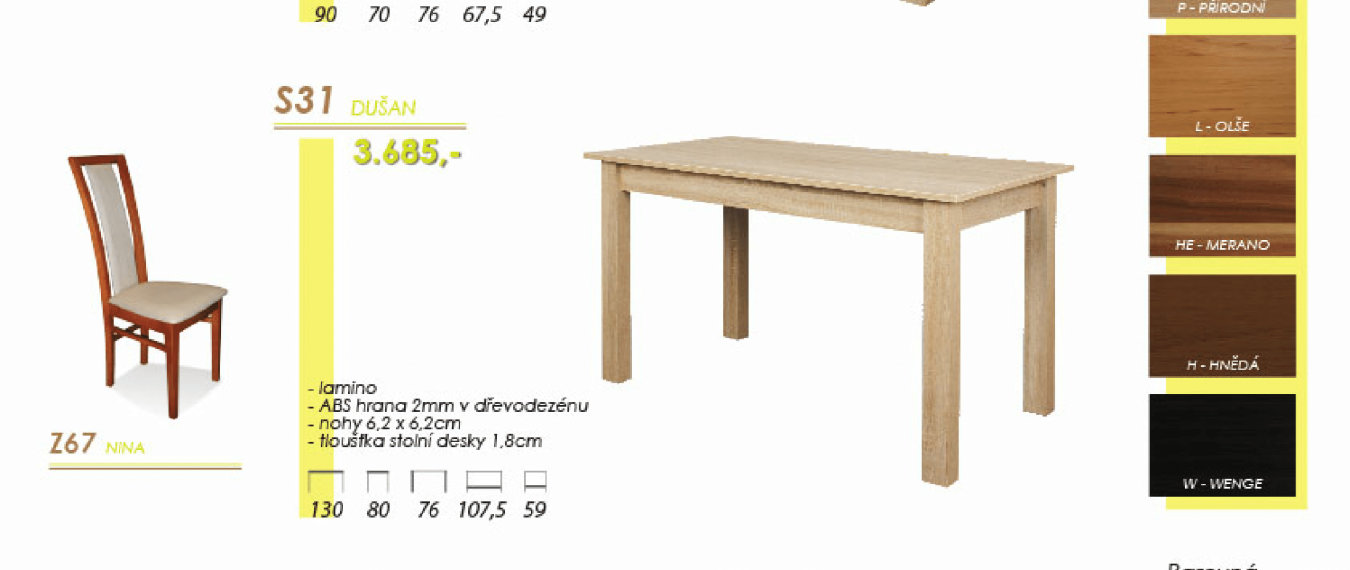 90 70 76 67,5 49
P - PŘÍRODNÍ
S31 DUŠAN
3.685,-
L - OLŠE
HE - MERANO
H - HNĚDÁ
- lamino
- ABS hrana 2mm v dřevodezénu
- nohy 6,2 x 6,2cm
- tloušťka stolní desky 1,8cm
Z67 NINA
W - WENGE
130 80 76 107,5 59